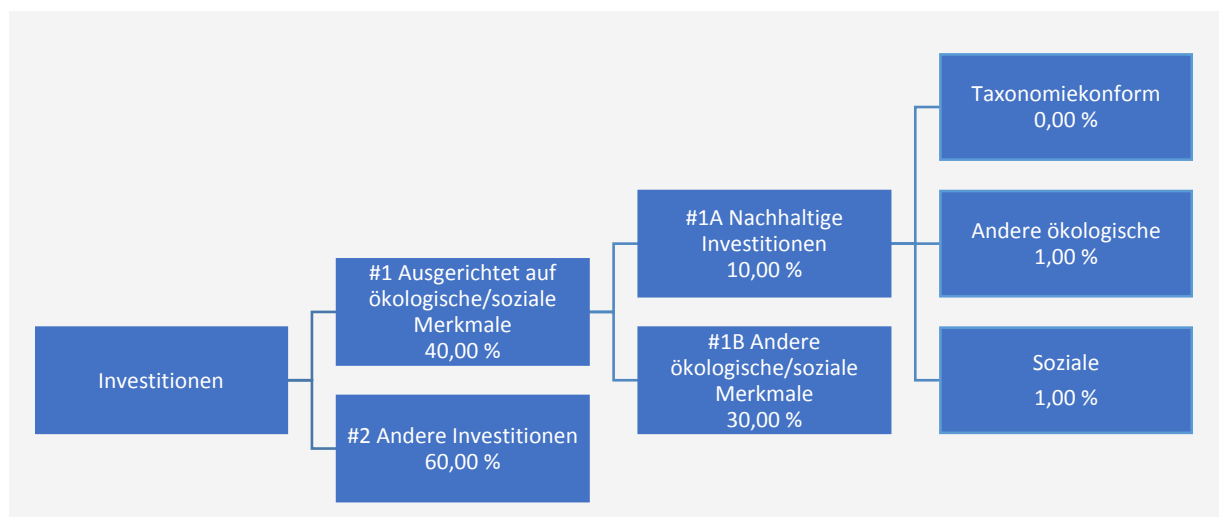 Investitionen
#1 Ausgerichtet auf
ökologische/soziale
Merkmale
40,00 %
#2 Andere Investitionen
60,00 %
#1A Nachhaltige
Investitionen
10,00 %
#1B Andere
ökologische/soziale
Merkmale
30,00 %
Taxonomiekonform
0,00 %
Andere ökologische
1,00 %
Soziale
1,00 %